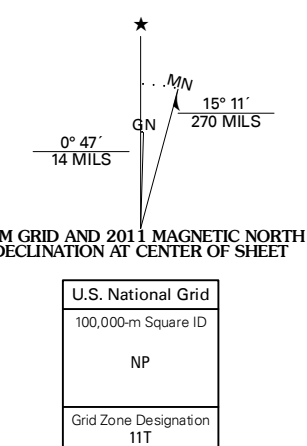 ★
MN
GN
15° 11´
270 MILS
0° 47´
14 MILS
M GRID AND 2011 MAGNETIC NORTH
DECLINATION AT CENTER OF SHEET
U.S. National Grid
100,000-m Square ID
NP
Grid Zone Designation
11T